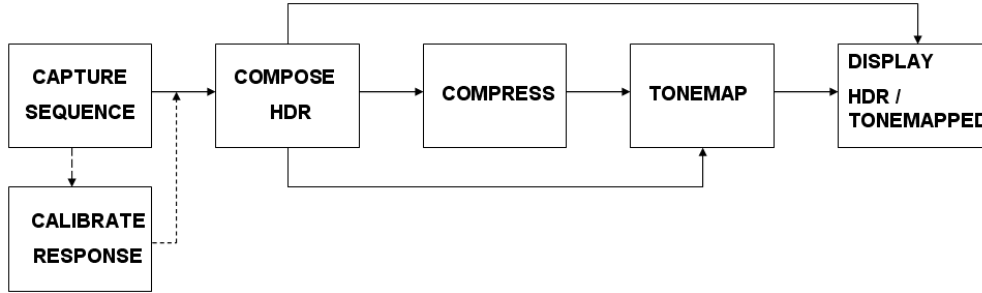 CAPTURE
SEQUENCE
COMPOSE
HDR
COMPRESS
TONEMAP
DISPLAY
HDR /
TONEMAPPED
CALIBRATE
RESPONSE